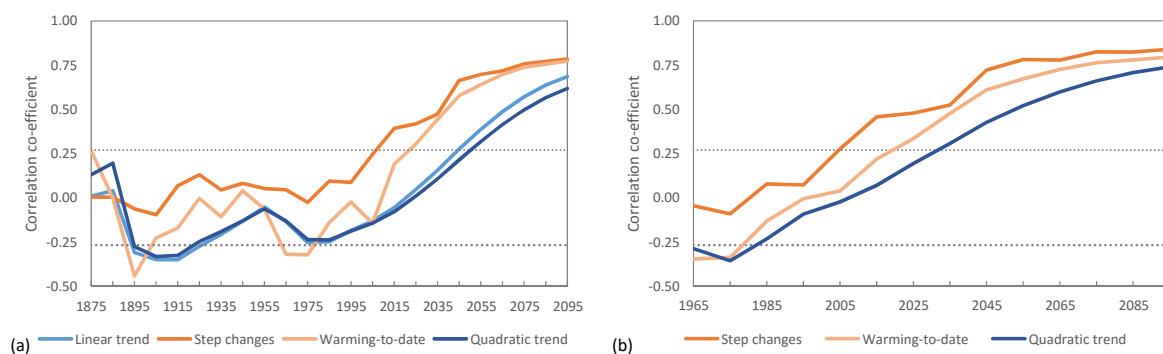 1.00
0.75
0.50
0.25
0.00
-0.25
-0.50
Correlation co-efficient
1875 1895 1915 1935 1955 1975 1995 2015 2035 2055 2075 2095
(a) Linear trend Step changes Warming-to-date Quadratic trend
1.00
0.75
0.50
0.25
0.00
-0.25
-0.50
Correlation co-efficient
1965 1985 2005 2025 2045 2065 2085
(b) Step changes Warming-to-date Quadratic trend